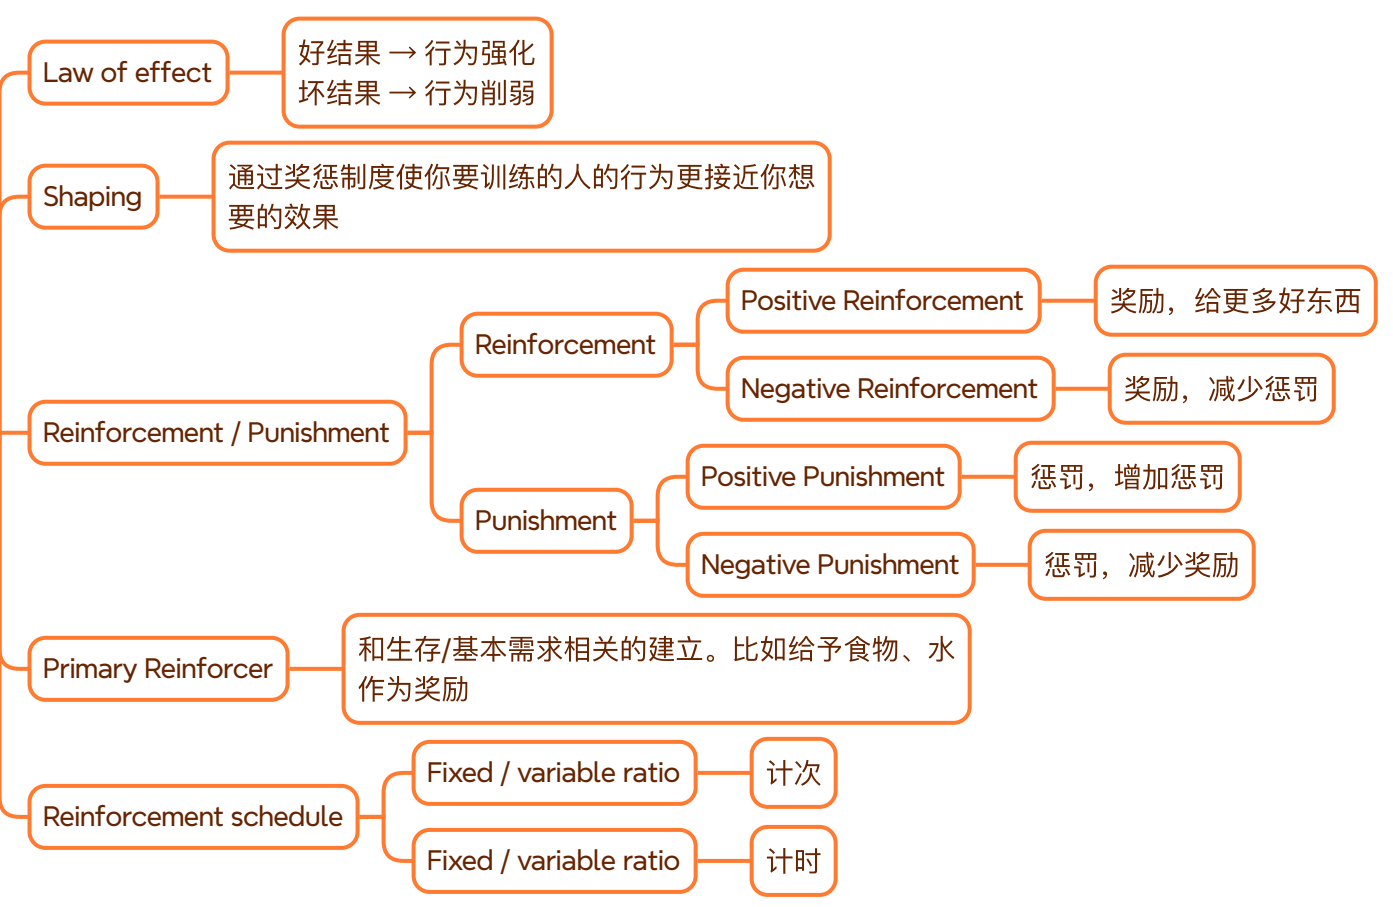 Law of effect
好结果 → 行为强化
坏结果 → 行为削弱
Shaping
通过奖惩制度使你要训练的人的行为更接近你想
要的效果
Reinforcement / Punishment
Reinforcement
Positive Reinforcement
奖励，给更多好东西
Negative Reinforcement
奖励，减少惩罚
Punishment
Positive Punishment
惩罚，增加惩罚
Negative Punishment
惩罚，减少奖励
Primary Reinforcer
和生存/基本需求相关的建立。比如给予食物、水
作为奖励
Reinforcement schedule
Fixed / variable ratio
计次
Fixed / variable ratio
计时